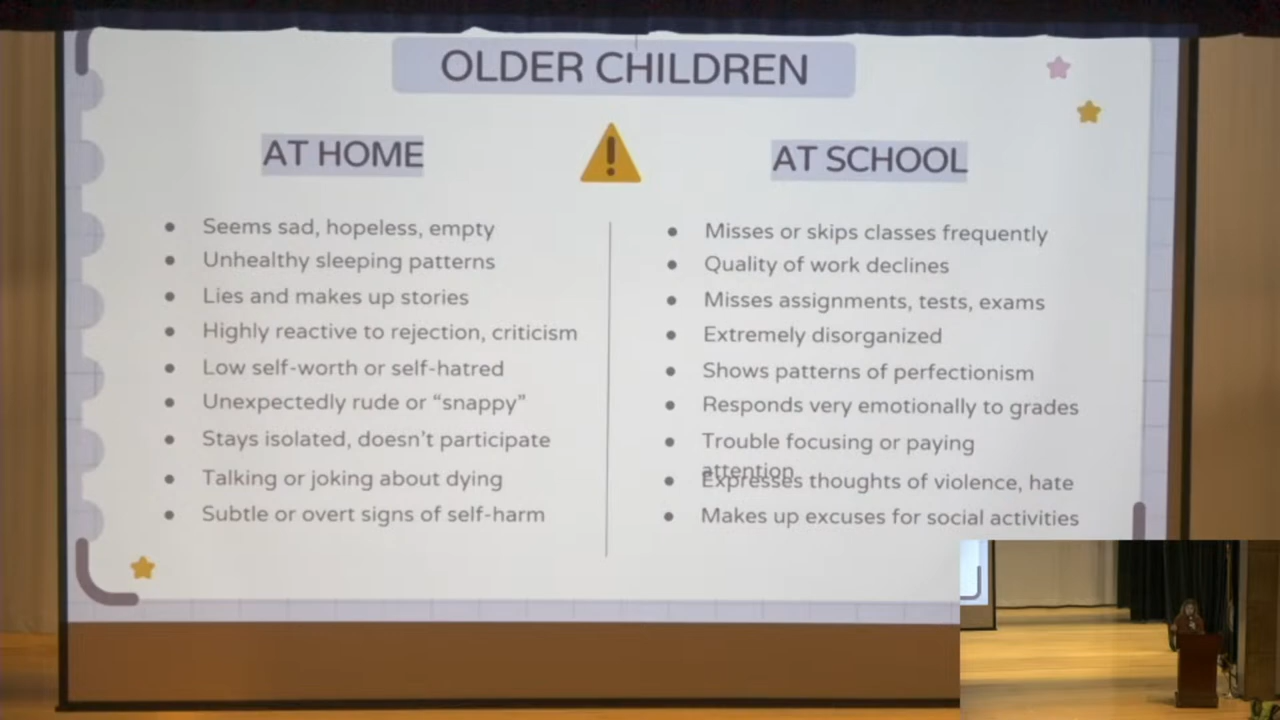 OLDER CHILDREN
AT HOME
Seems sad, hopeless, empty
Unhealthy sleeping patterns
Lies and makes up stories
Highly reactive to rejection, criticism
Low self-worth or self-hatred
Unexpectedly rude or “snappy”
Stays isolated, doesn’t participate
Talking or joking about dying
Subtle or overt signs of self-harm
AT SCHOOL
Misses or skips classes frequently
Quality of work declines
Misses assignments, tests, exams
Extremely disorganized
Shows patterns of perfectionism
Responds very emotionally to grades
Trouble focusing or paying
attention
Expresses thoughts of violence, hate
Makes up excuses for social activities